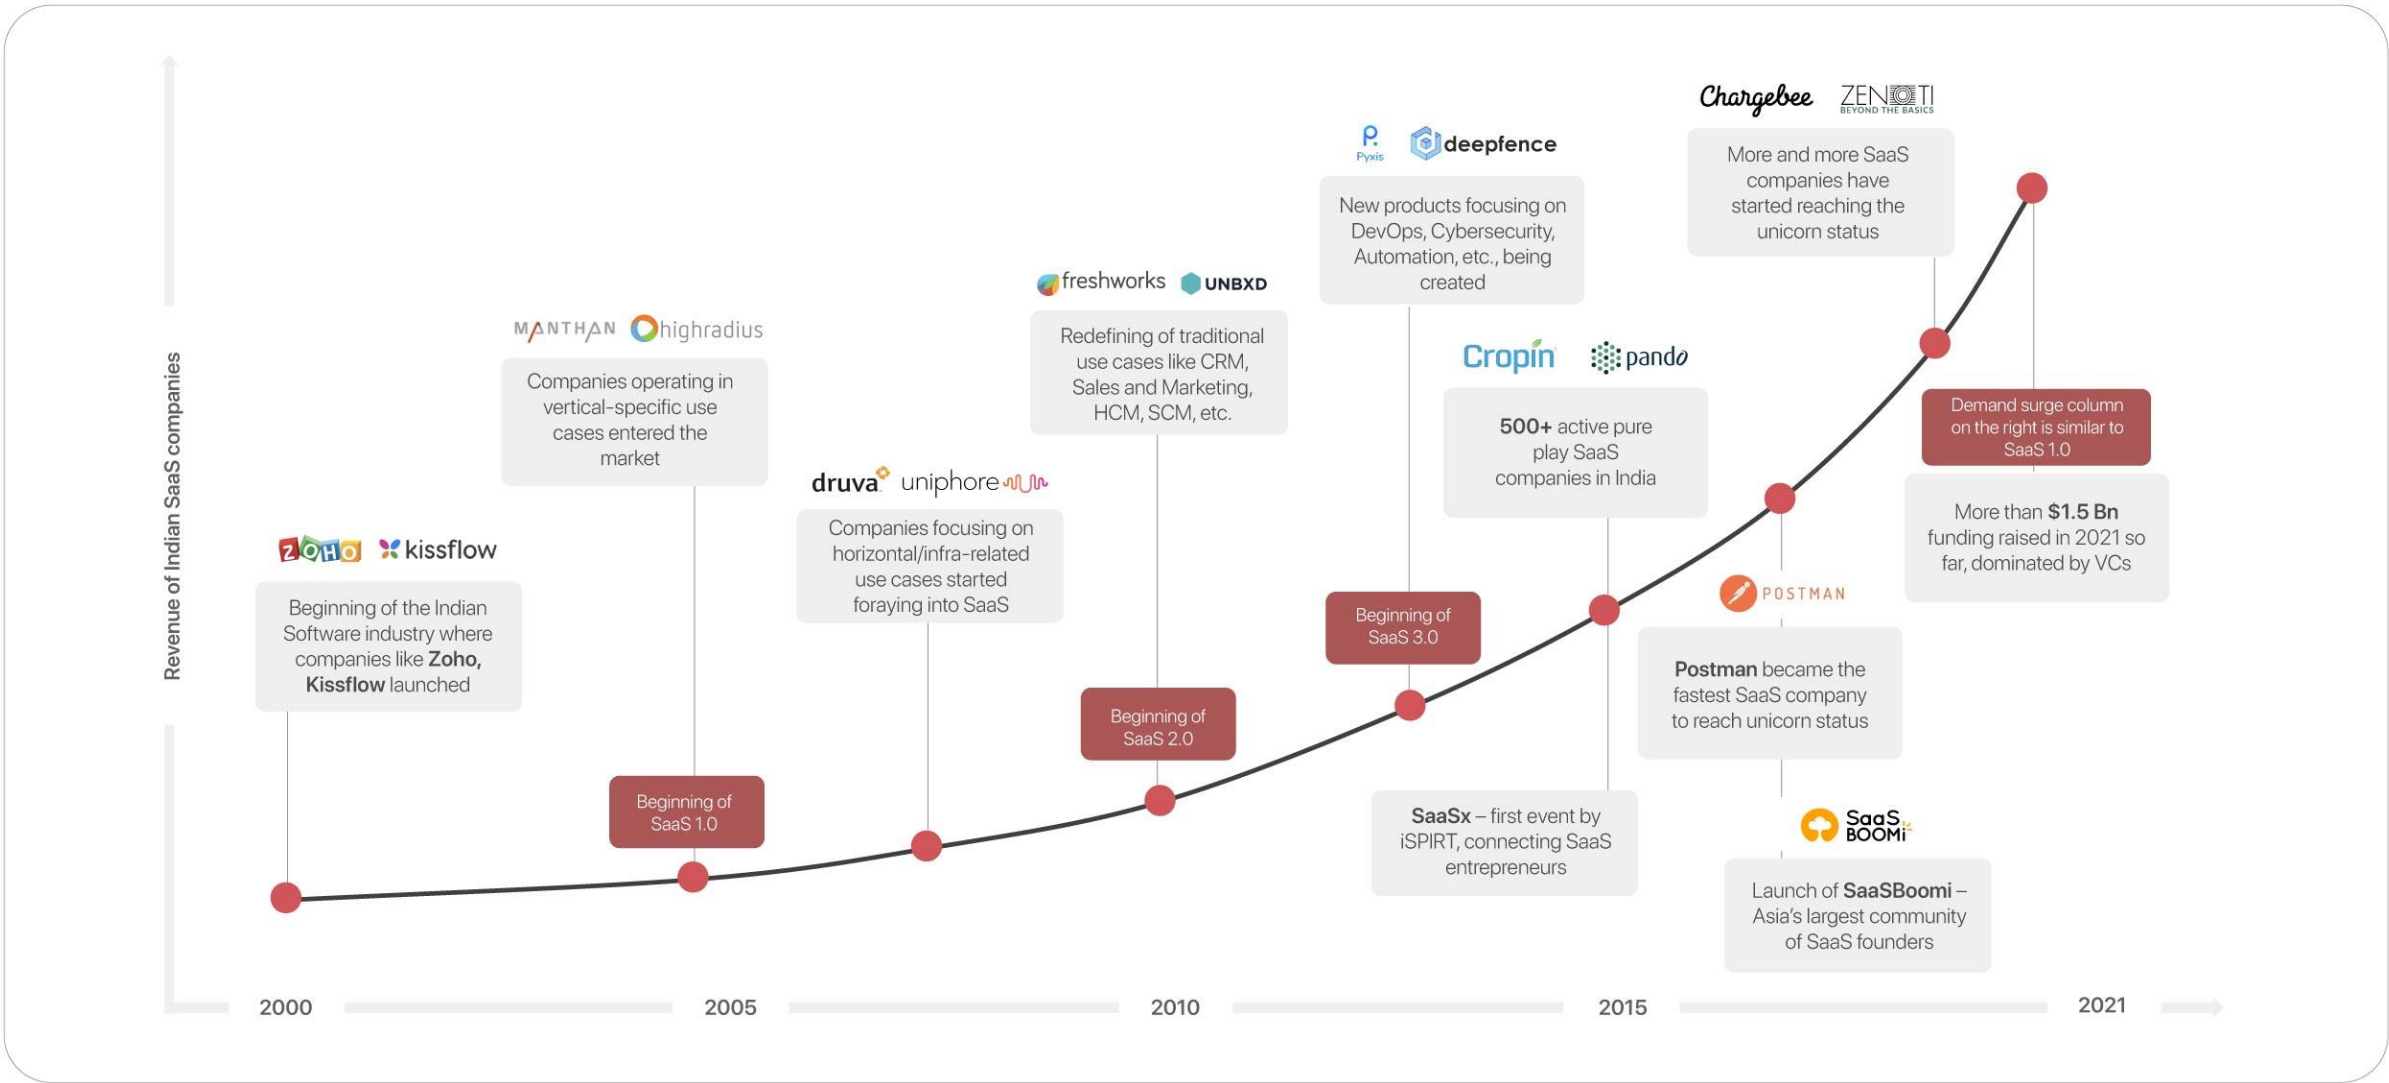 Revenue of Indian SaaS companies
ZOHO
kissflow
Beginning of the Indian
Software industry where
companies like Zoho,
Kissflow launched
MANTHAN
highradius
Companies operating in
vertical-specific use
cases entered the
market
Beginning of
SaaS 1.0
druva
uniphore
Companies focusing on
horizontal/infra-related
use cases started
foraying into SaaS
freshworks
UNBXD
Redefining of traditional
use cases like CRM,
Sales and Marketing,
HCM, SCM, etc.
Beginning of
SaaS 2.0
Pyxis
deepfence
New products focusing on
DevOps, Cybersecurity,
Automation, etc., being
created
Beginning of
SaaS 3.0
Cropin
pando
500+ active pure
play SaaS
companies in India
SaaSx – first event by
iSPIRT, connecting SaaS
entrepreneurs
POSTMAN
Postman became the
fastest SaaS company
to reach unicorn status
SaaS
BOOMi
Launch of SaaSBoomi –
Asia's largest community
of SaaS founders
Chargebee
ZENOTI
BEYOND THE BASICS
More and more SaaS
companies have
started reaching the
unicorn status
Demand surge column
on the right is similar to
SaaS 1.0
More than $1.5 Bn
funding raised in 2021 so
far, dominated by VCs
2000
2005
2010
2015
2021